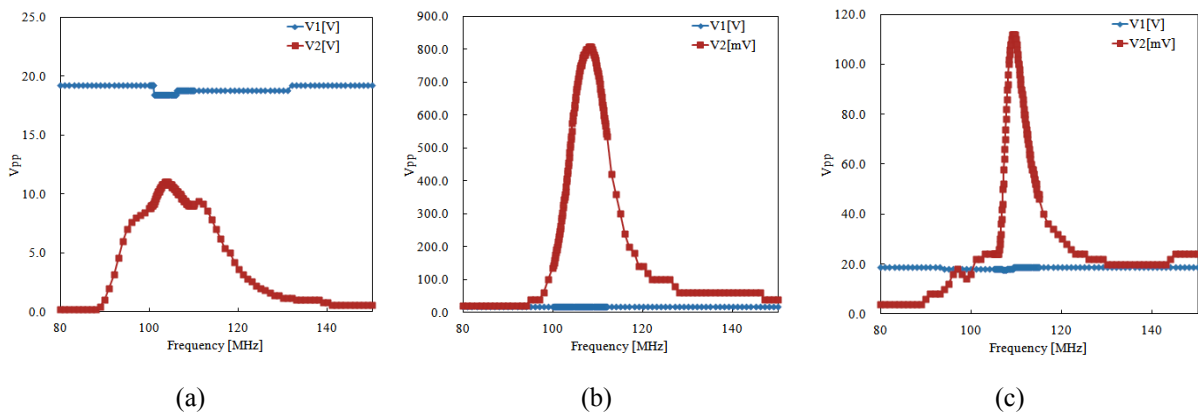 25.0
20.0
15.0
10.0
5.0
0.0
Vpp
V1[V]
V2[V]
80 100 120 140
Frequency [MHz]
(a)
900.0
800.0
700.0
600.0
500.0
400.0
300.0
200.0
100.0
0.0
Vpp
V1[V]
V2[mV]
80 100 120 140
Frequency [MHz]
(b)
120.0
100.0
80.0
60.0
40.0
20.0
0.0
Vpp
V1[V]
V2[mV]
80 100 120 140
Frequency [MHz]
(c)